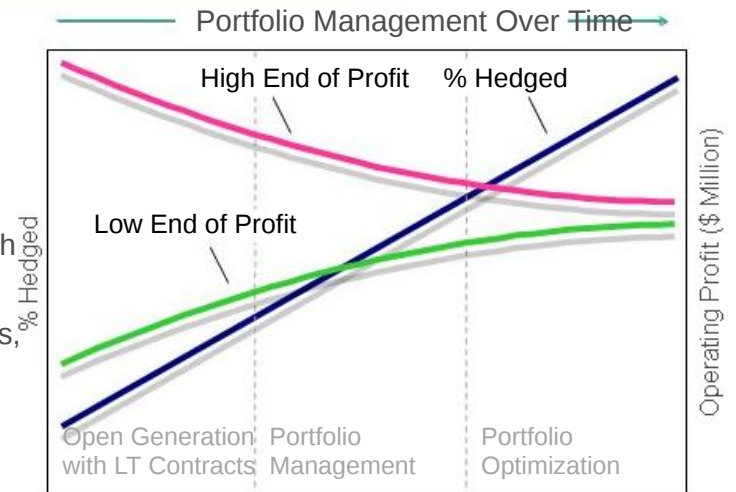 Portfolio Management Over Time
High End of Profit
% Hedged
Low End of Profit
h
s,
% Hedged
Operating Profit ($ Million)
Open Generation
with LT Contracts
Portfolio
Management
Portfolio
Optimization